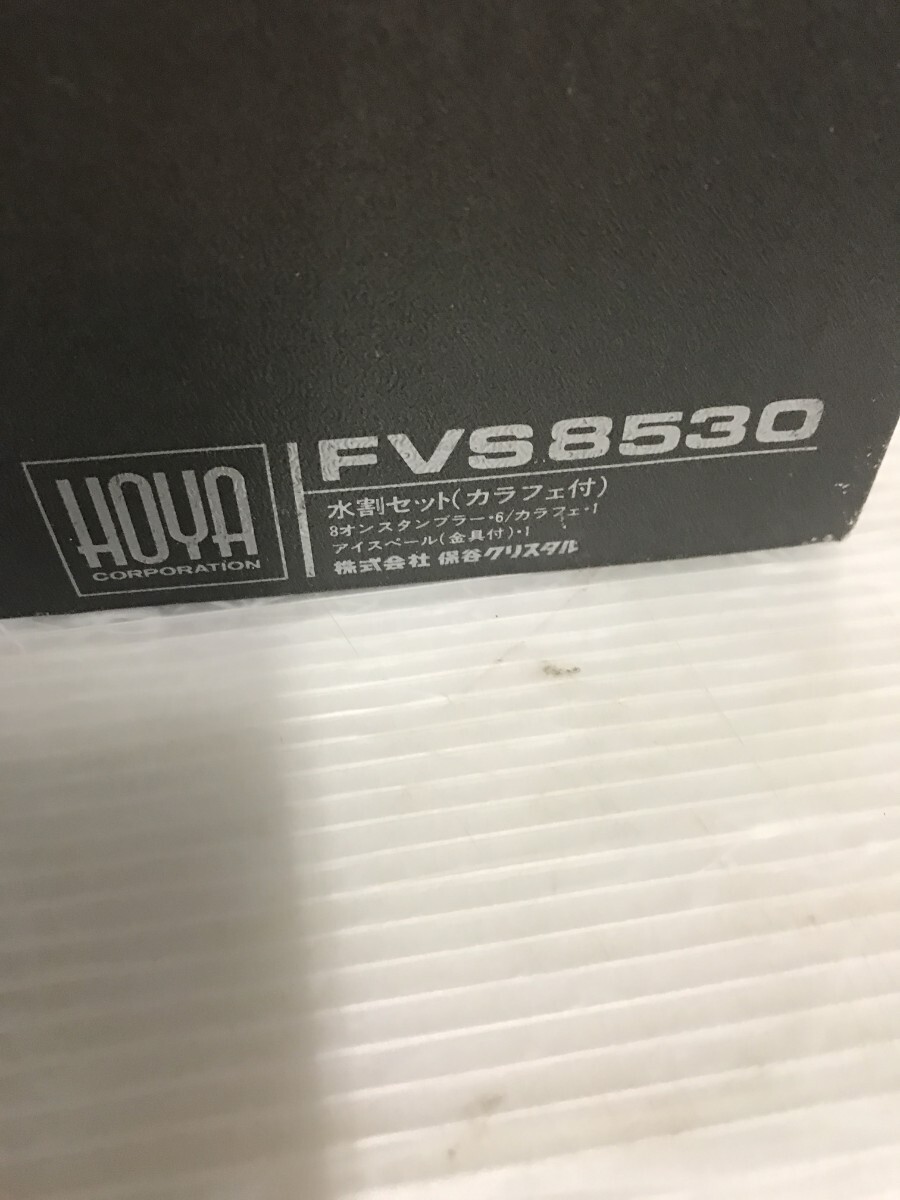 HOYA
CORPORATION
FVS8530
水割セット(カラフェ付)
8オンスタンブラー・6/カラフェ・1
アイスペール(金具付)・1
株式会社 保谷クリスタル